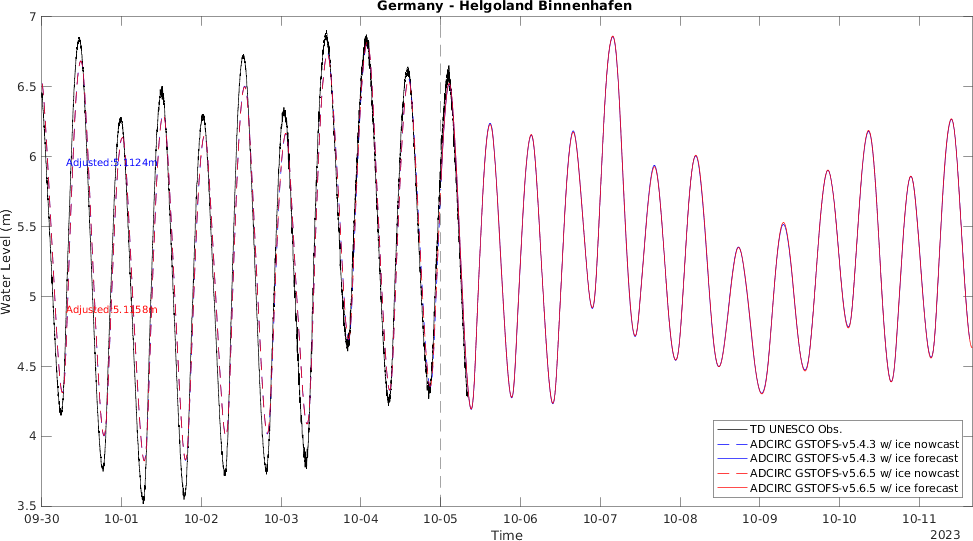 Germany - Helgoland Binnenhafen
7
6.5
6
5.5
5
4.5
4
3.5
Water Level (m)
Adjusted:5.1124m
Adjusted:5.1158m
TD UNESCO Obs.
ADCIRC GSTOFS-v5.4.3 w/ ice nowcast
ADCIRC GSTOFS-v5.4.3 w/ ice forecast
ADCIRC GSTOFS-v5.6.5 w/ ice nowcast
ADCIRC GSTOFS-v5.6.5 w/ ice forecast
09-30 10-01 10-02 10-03 10-04 10-05 10-06 10-07 10-08 10-09 10-10 10-11
Time
2023